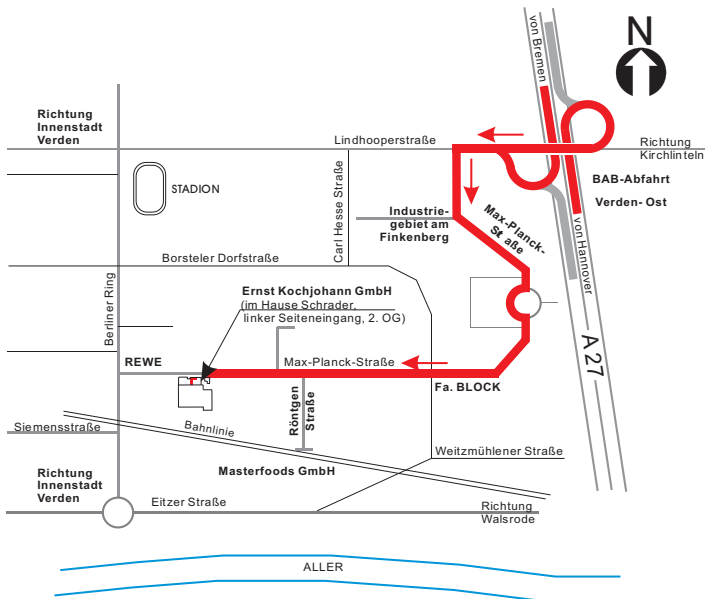 N
von Bremen
Richtung
Innenstadt
Verden
Lindhooperstraße
Richtung
Kirchlinteln
BAB-Abfahrt
Verden-Ost
STADION
Carl Hesse Straße
Industrie-
gebiet am
Finkenberg
Max-Planck-
St aße
von Hannover
Borsteler Dorfstraße
Berliner Ring
Ernst Kochjohann GmbH
(im Hause Schrader,
linker Seiteneingang, 2. OG)
A 27
REWE
Max-Planck-Straße
Fa. BLOCK
Röntgen
Straße
Siemensstraße
Bahnlinie
Weitzmühlener Straße
Masterfoods GmbH
Richtung
Innenstadt
Verden
Eitzer Straße
Richtung
Walsrode
ALLER